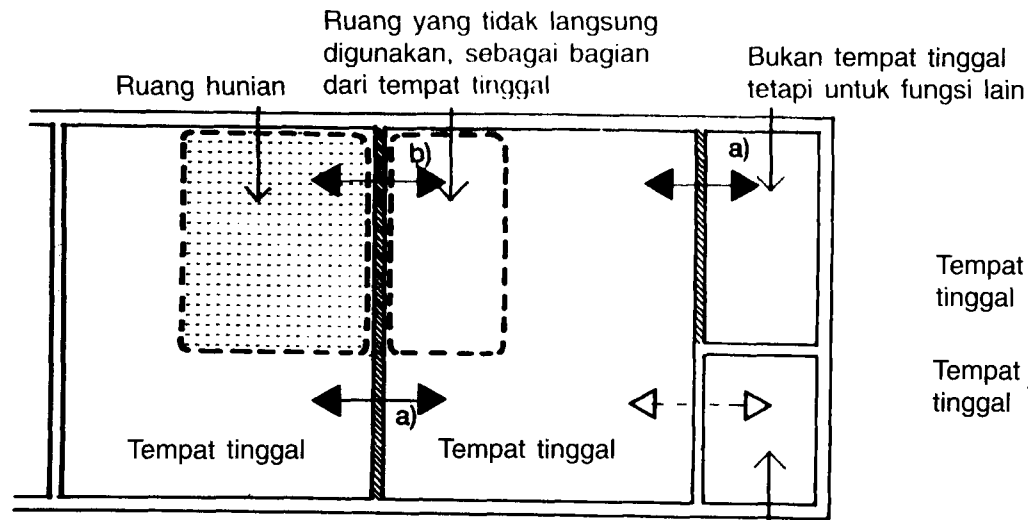 Ruang yang tidak langsung
digunakan, sebagai bagian
dari tempat tinggal
Ruang hunian
Bukan tempat tinggal
tetapi untuk fungsi lain
b)
a)
Tempat
tinggal
Tempat
tinggal
a)
Tempat tinggal
Tempat tinggal